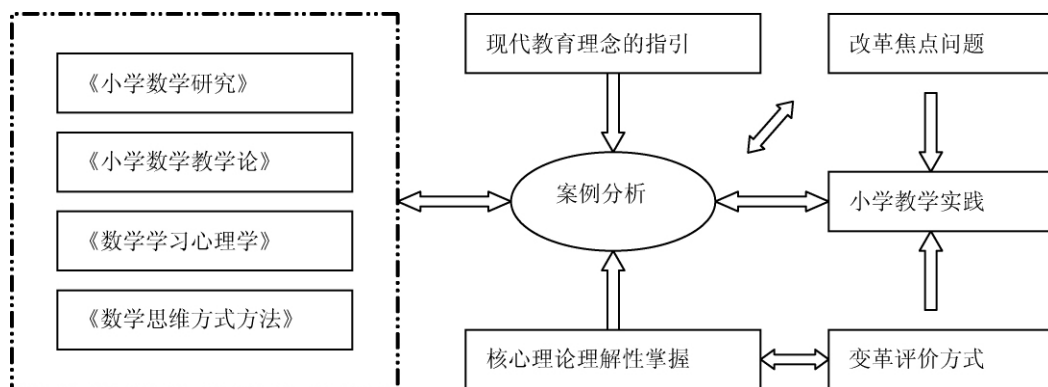 《小学数学研究》
《小学数学教学论》
《数学学习心理学》
《数学思维方式方法》
现代教育理念的指引
改革焦点问题
案例分析
小学教学实践
核心理论理解性掌握
变革评价方式